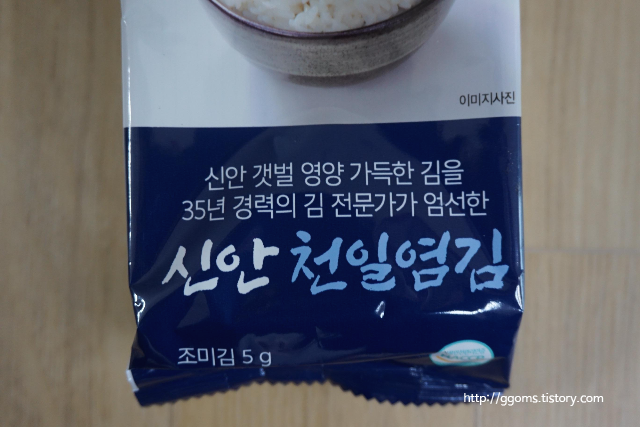 이미지사진
신안 갯벌 영양 가득한 김을
35년 경력의 김 전문가가 엄선한
신안 천일염김
조미김 5 g
http://ggoms.tistory.com